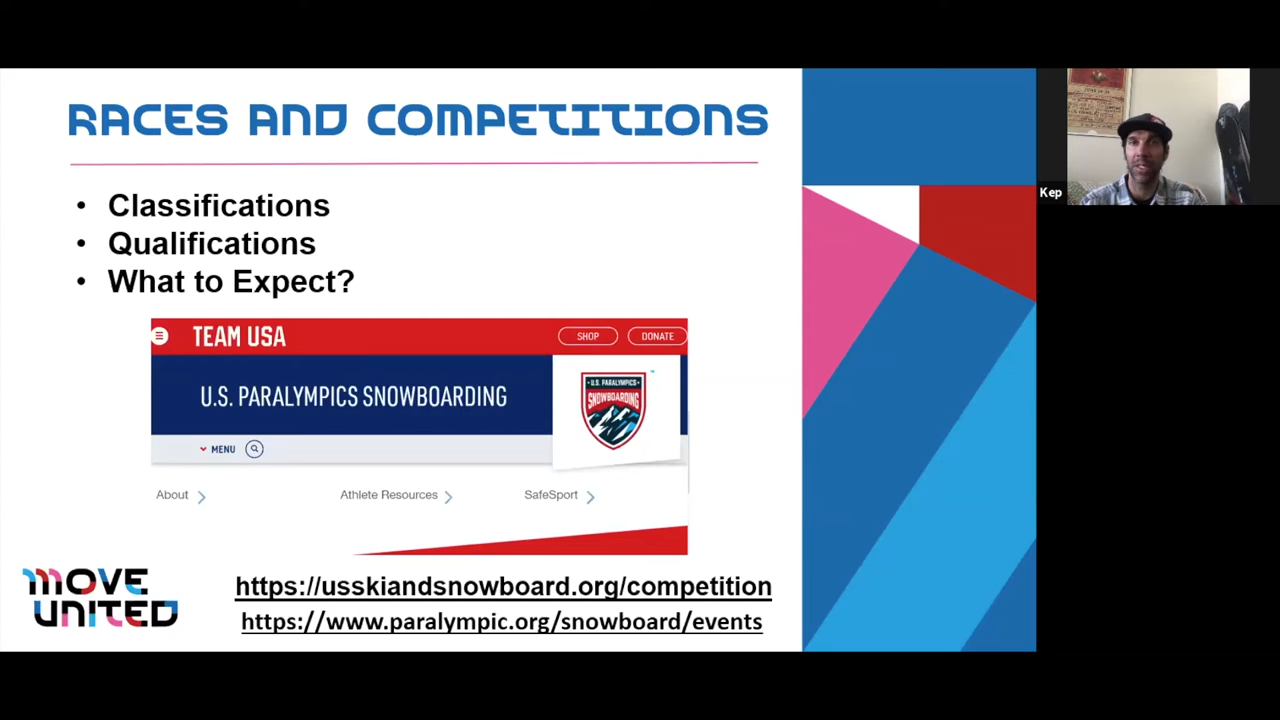 RACES AND COMPETITIONS
• Classifications
• Qualifications
• What to Expect?
TEAM USA
SHOP
DONATE
U.S. PARALYMPICS SNOWBOARDING
U.S. PARALYMPICS
SNOWBOARDING
MENU
About
Athlete Resources
SafeSport
MOVE
UNITED
https://usskiandsnowboard.org/competition
https://www.paralympic.org/snowboard/events
Kep